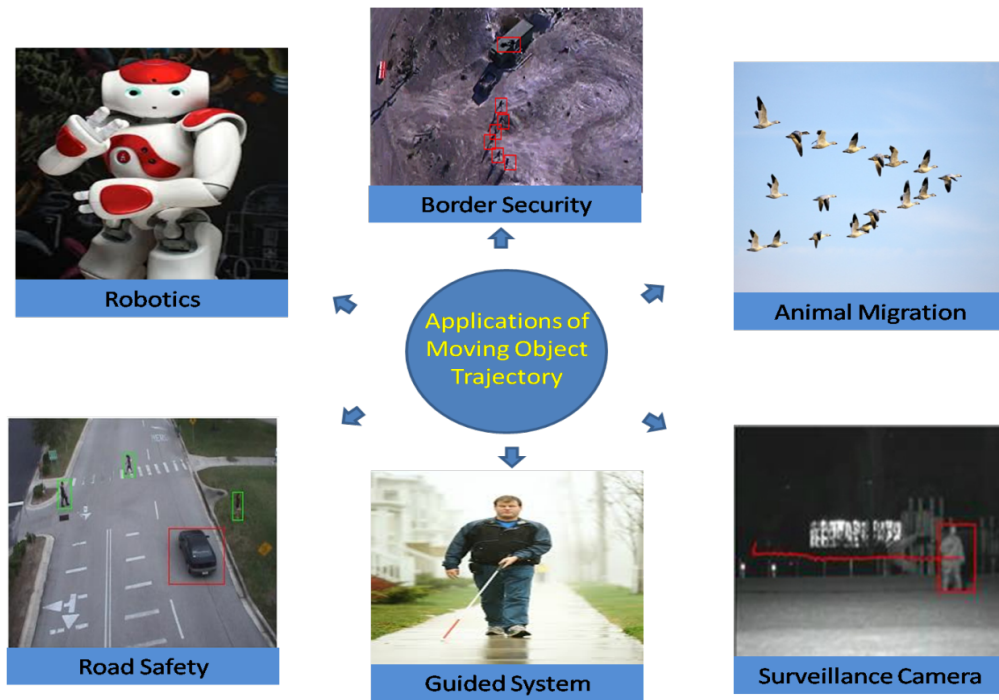 Border Security
Robotics
Animal Migration
Applications of
Moving Object
Trajectory
Road Safety
Guided System
Surveillance Camera